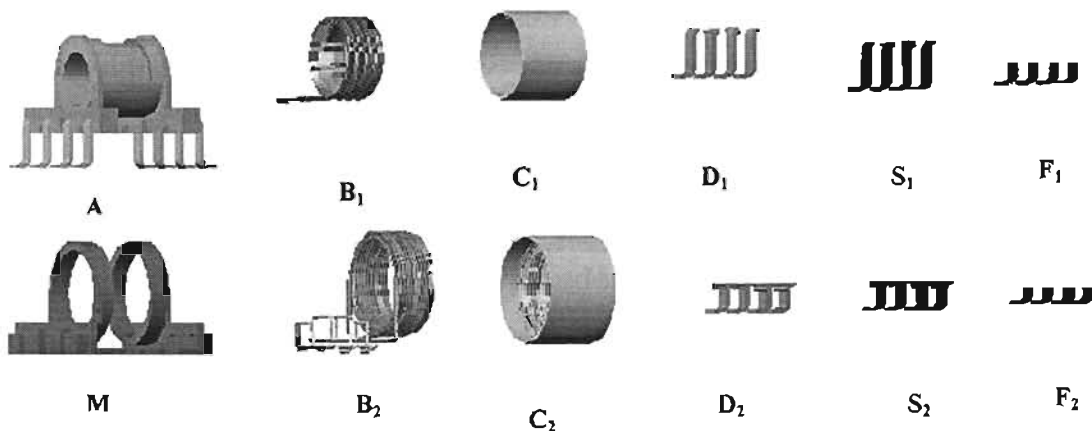 A B₁ C₁ D₁ S₁ F₁
M B₂ C₂ D₂ S₂ F₂